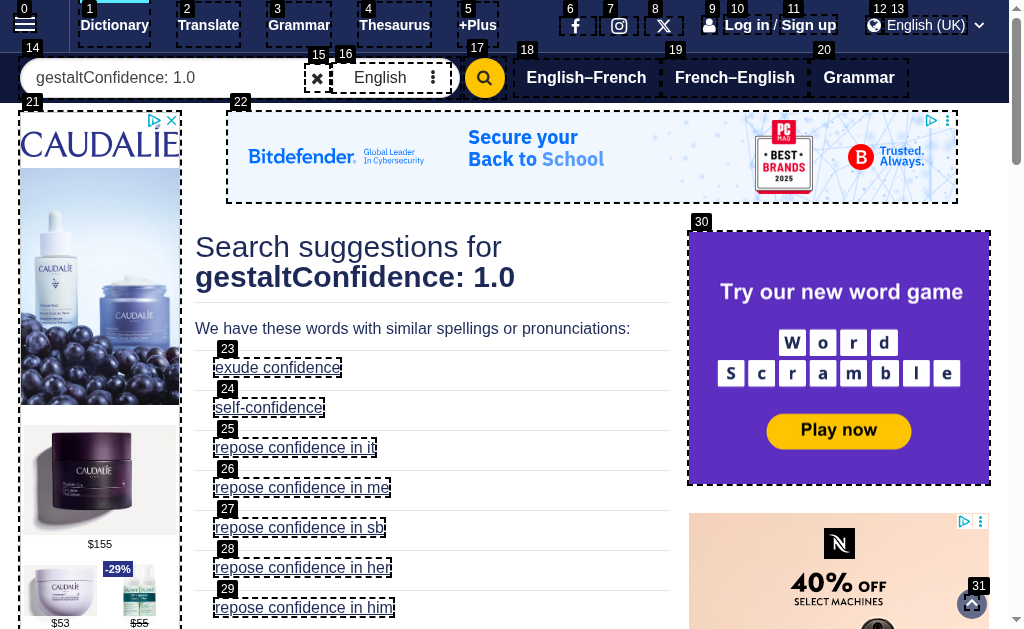 0 1 2 3 4 5 6 7 8 9 10 11 12 13
Dictionary Translate Grammar Thesaurus +Plus Log in / Sign up English (UK)
14 15 16 17 18 19 20
gestaltConfidence: 1.0 English English–French French–English Grammar
21 22
CAUDALÍE
Bitdefender Global Leader
In Cybersecurity
Secure your
Back to School
PC
MAG
BEST
BRANDS
2025
B Trusted.
Always.
CAUDALÍE
CAUDALÍE
CAUDALÍE
$155
-29%
CAUDALÍE
$53 $55
Search suggestions for
gestaltConfidence: 1.0
We have these words with similar spellings or pronunciations:
23
exude confidence
24
self-confidence
25
repose confidence in it
26
repose confidence in me
27
repose confidence in sb
28
repose confidence in her
29
repose confidence in him
30
Try our new word game
W o r d
S c r a m b l e
Play now
N
40% OFF
SELECT MACHINES
31